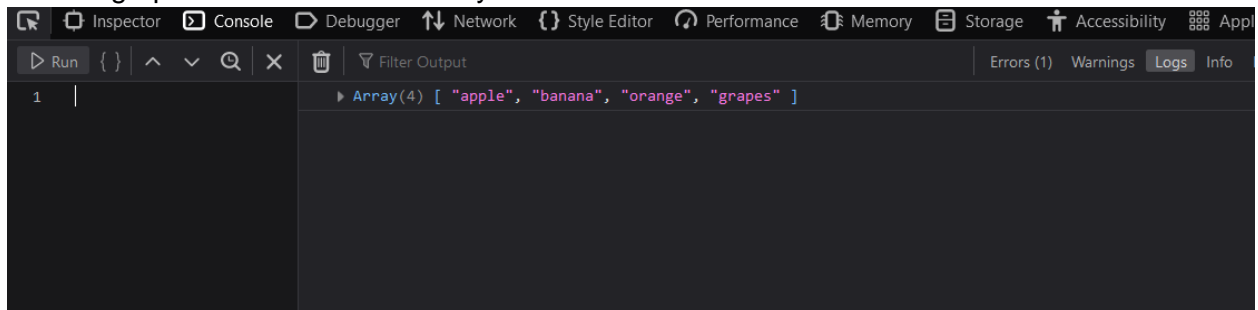 Inspector Console Debugger Network {} Style Editor Performance Memory Storage Accessibility Appl
Run { } Filter Output Errors (1) Warnings Logs Info
1 Array(4) [ "apple", "banana", "orange", "grapes" ]